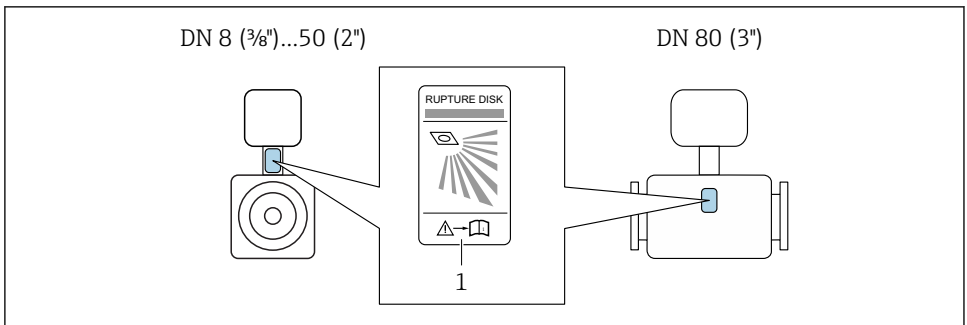 DN 8 (⅜")...50 (2")
DN 80 (3")
RUPTURE DISK
1